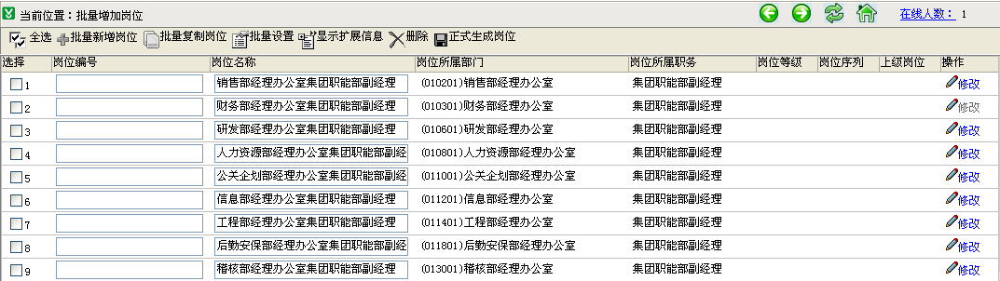 当前位置：批量增加岗位 在线人数： 1
全选 批量新增岗位 批量复制岗位 批量设置 显示扩展信息 删除 正式生成岗位
选择 岗位编号 岗位名称 岗位所属部门 岗位所属职务 岗位等级 岗位序列 上级岗位 操作
1 销售部经理办公室集团职能部副经理 (010201)销售部经理办公室 集团职能副经理 修改
2 财务部经理办公室集团职能部副经理 (010301)财务部经理办公室 集团职能副经理 修改
3 研发部经理办公室集团职能部副经理 (010601)研发部经理办公室 集团职能副经理 修改
4 人力资源部经理办公室集团职能部副经 (010801)人力资源部经理办公室 集团职能副经理 修改
5 公关企划部经理办公室集团职能部副经 (011001)公关企划部经理办公室 集团职能副经理 修改
6 信息部经理办公室集团职能部副经理 (011201)信息部经理办公室 集团职能副经理 修改
7 工程部经理办公室集团职能部副经理 (011401)工程部经理办公室 集团职能副经理 修改
8 后勤安保部经理办公室集团职能部副经 (011801)后勤安保部经理办公室 集团职能副经理 修改
9 稽核部经理办公室集团职能部副经理 (013001)稽核部经理办公室 集团职能副经理 修改